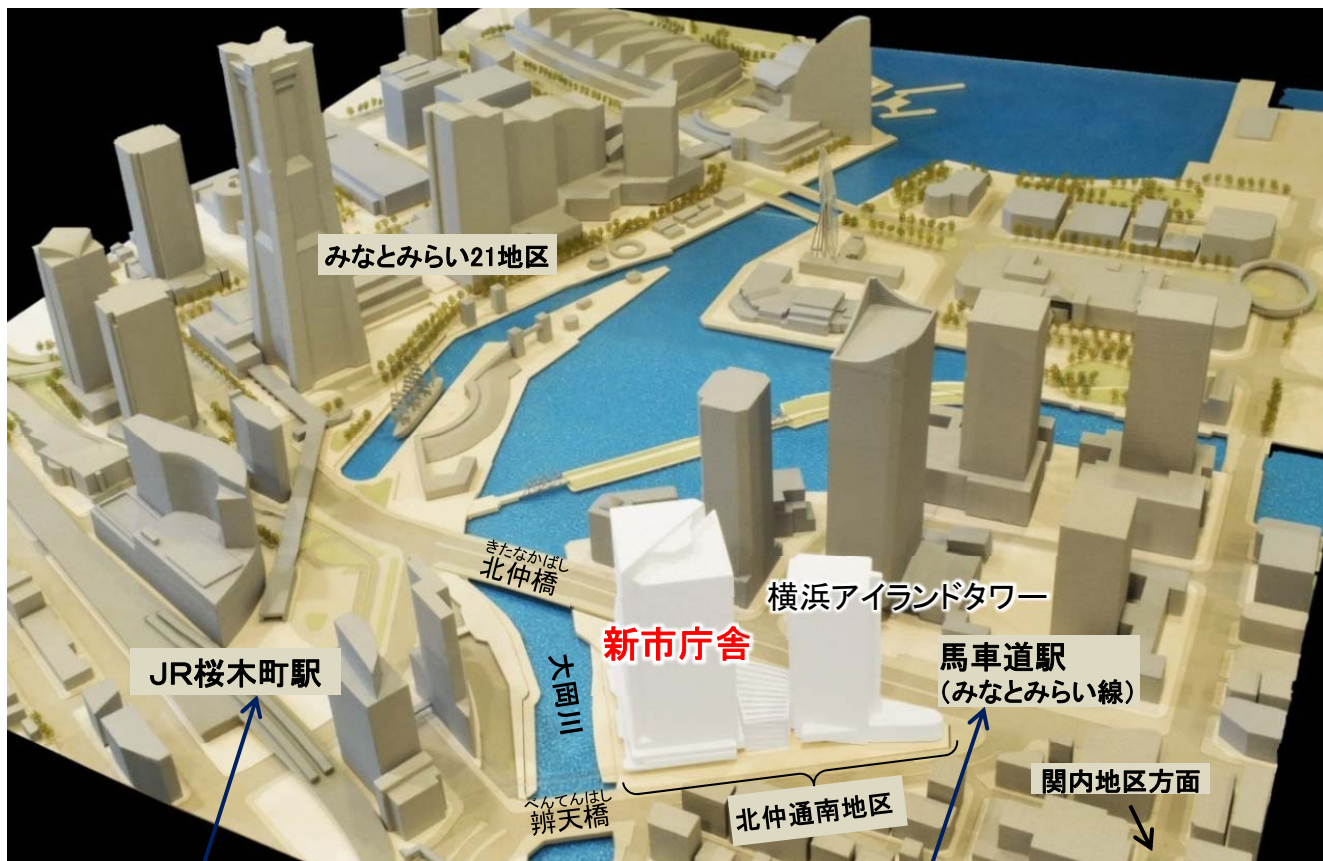 みなとみらい21地区
きたなかばし
北仲橋
横浜アイランドタワー
新市庁舎
馬車道駅
(みなとみらい線)
JR桜木町駅
大岡川
関内地区方面
べんてんばし
辨天橋
北仲通南地区